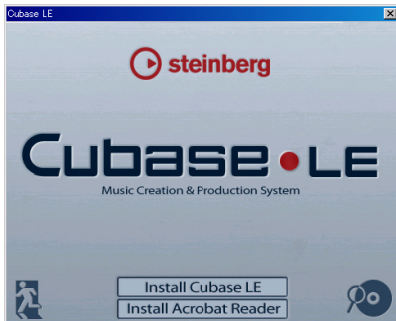 Cubase LE
steinberg
Cubase LE
Music Creation & Production System
Install Cubase LE
Install Acrobat Reader